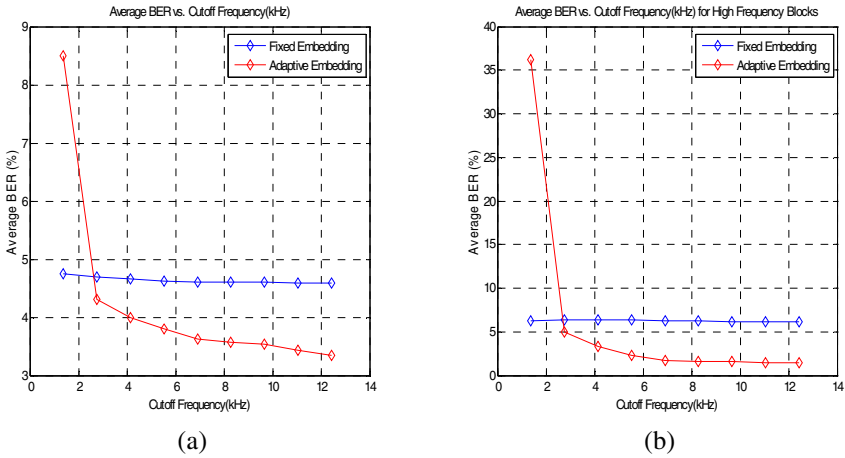 Average BER vs. Cutoff Frequency(kHz)
9
8
7
6
5
4
3
Average BER (%)
Fixed Embedding
Adaptive Embedding
0 2 4 6 8 10 12 14
Cutoff Frequency(kHz)
(a)
Average BER vs. Cutoff Frequency(kHz) for High Frequency Blocks
40
35
30
25
20
15
10
5
0
Average BER (%)
Fixed Embedding
Adaptive Embedding
0 2 4 6 8 10 12 14
Cutoff Frequency(kHz)
(b)